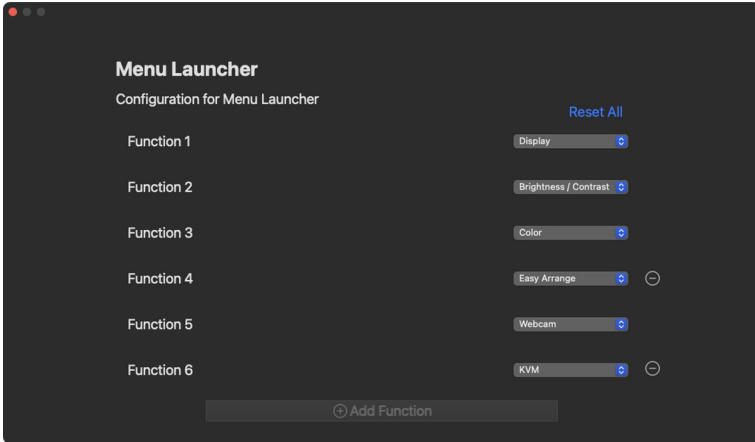 Menu Launcher
Configuration for Menu Launcher
Reset All
Function 1 Display
Function 2 Brightness / Contrast
Function 3 Color
Function 4 Easy Arrange
Function 5 Webcam
Function 6 KVM
Add Function